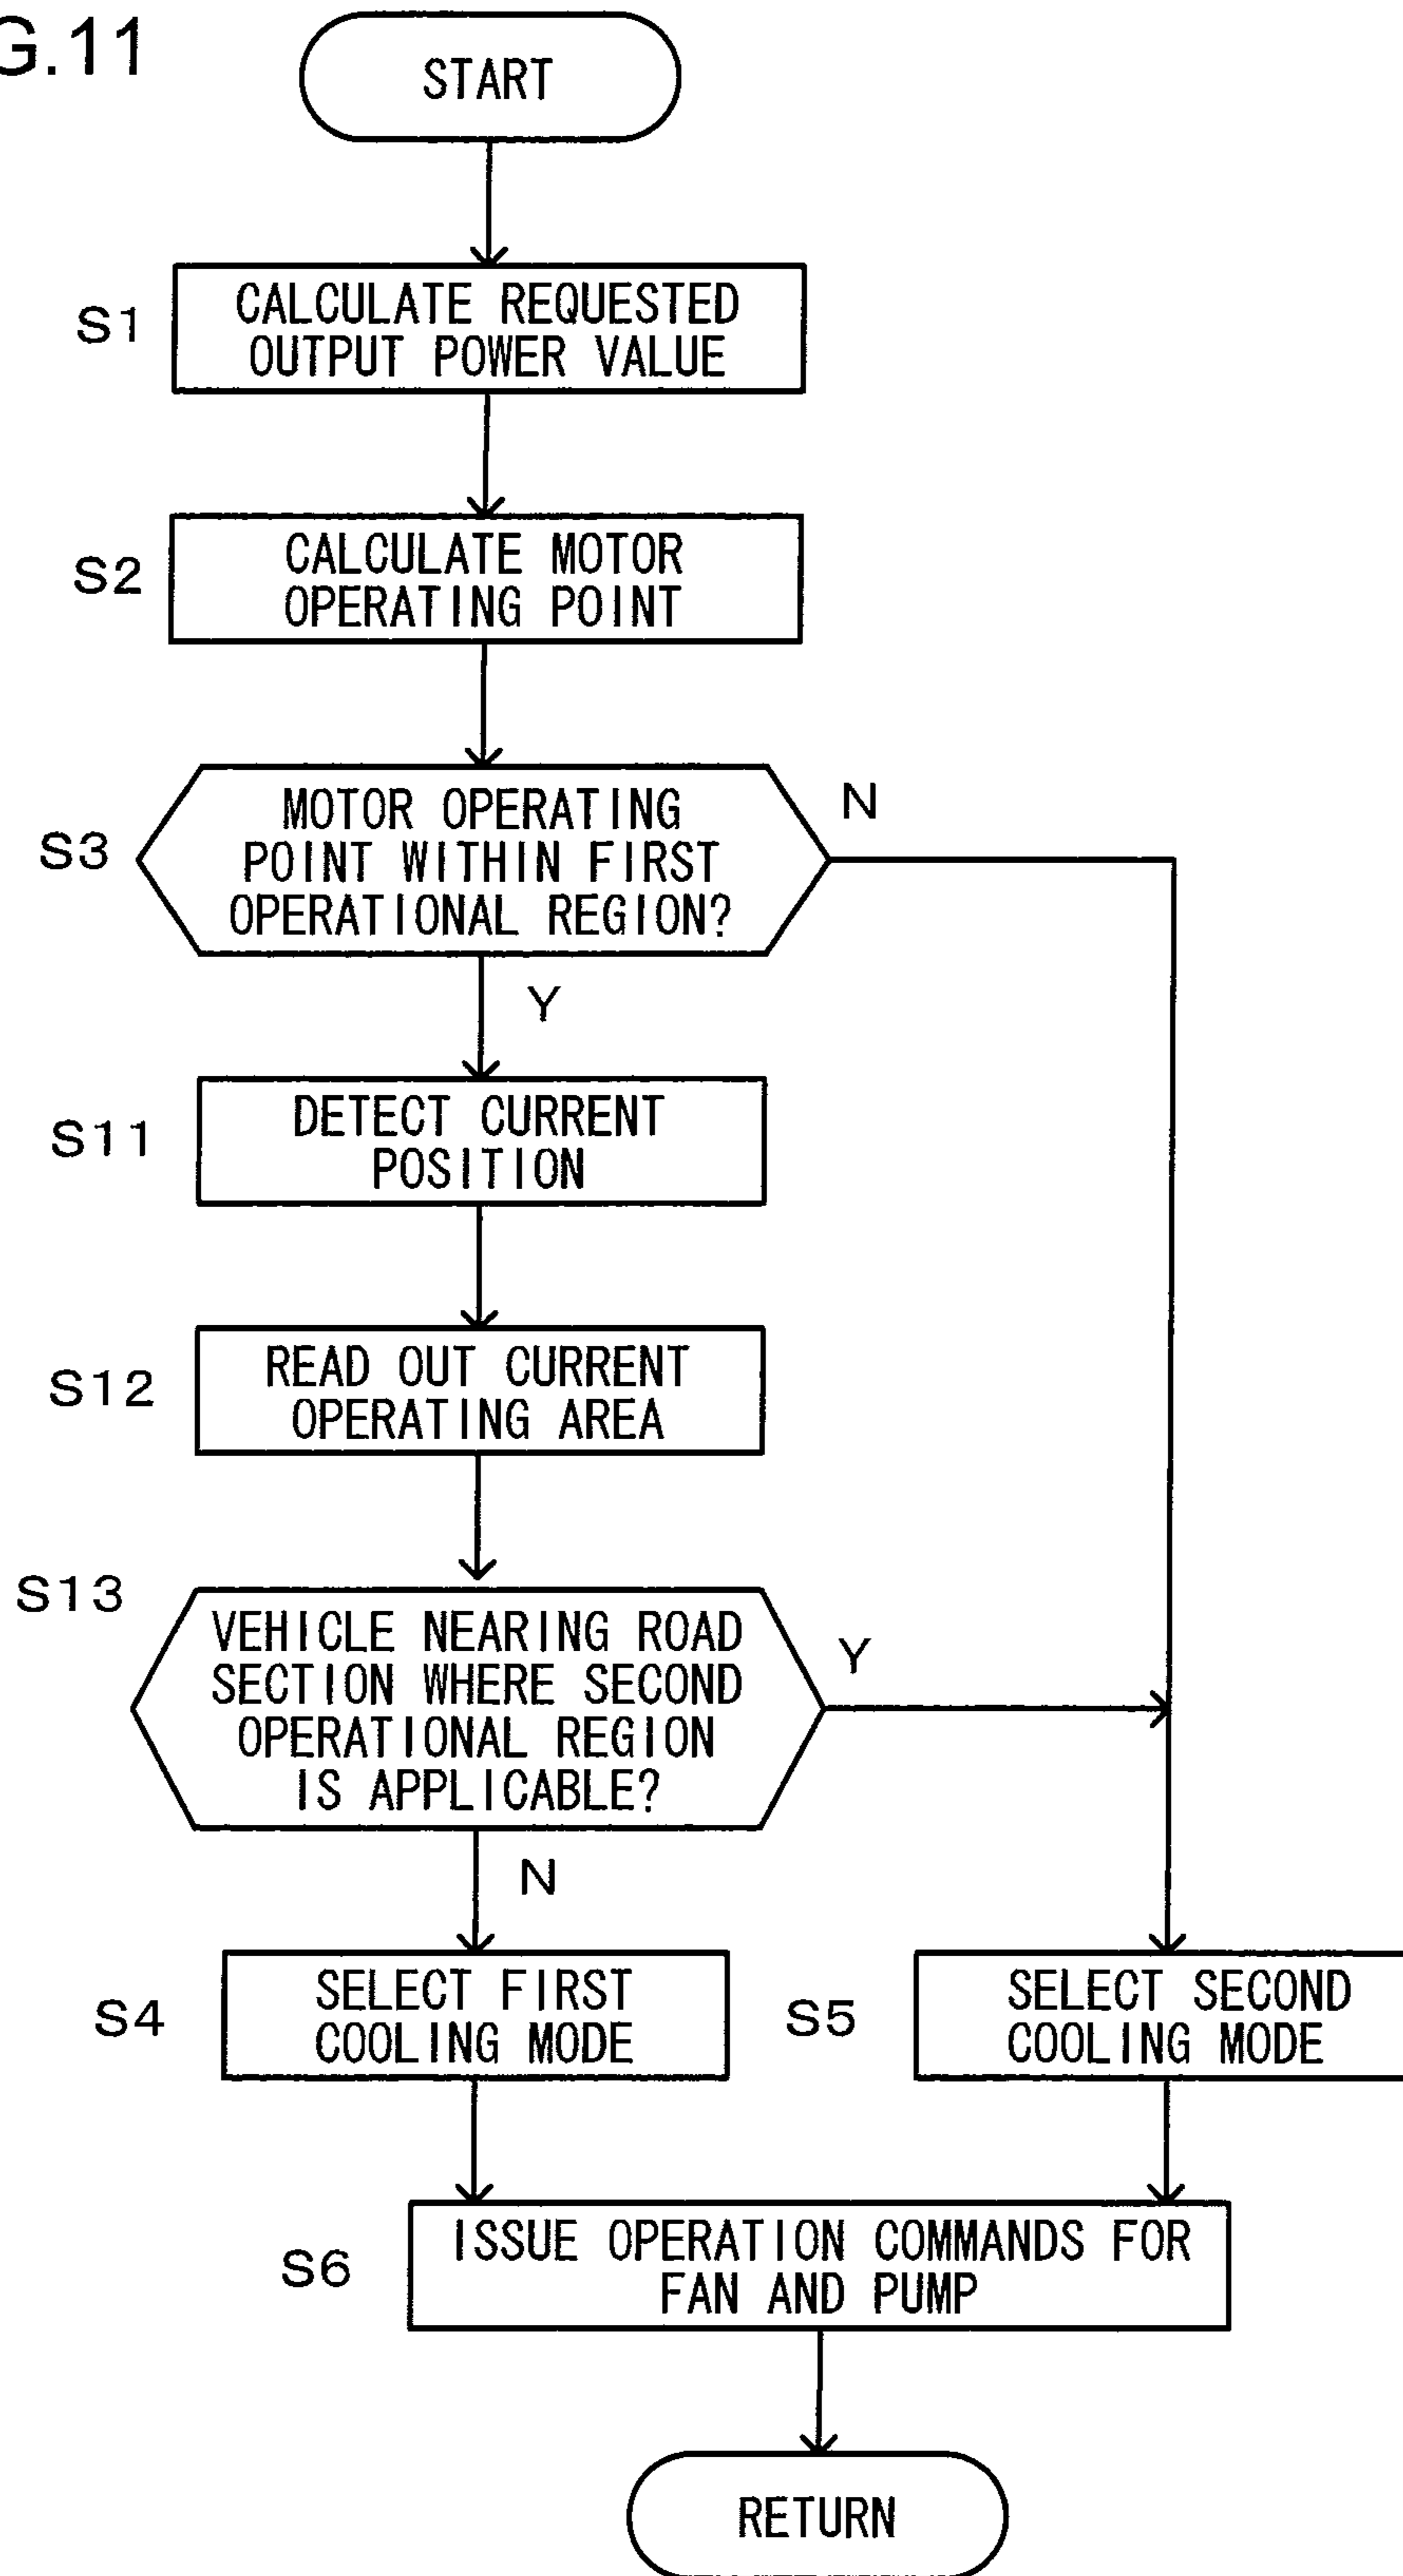 G.11
START
S1
CALCULATE REQUESTED
OUTPUT POWER VALUE
S2
CALCULATE MOTOR
OPERATING POINT
S3
MOTOR OPERATING
POINT WITHIN FIRST
OPERATIONAL REGION?
N
Y
S11
DETECT CURRENT
POSITION
S12
READ OUT CURRENT
OPERATING AREA
S13
VEHICLE NEARING ROAD
SECTION WHERE SECOND
OPERATIONAL REGION
IS APPLICABLE?
Y
N
S4
SELECT FIRST
COOLING MODE
S5
SELECT SECOND
COOLING MODE
S6
ISSUE OPERATION COMMANDS FOR
FAN AND PUMP
RETURN